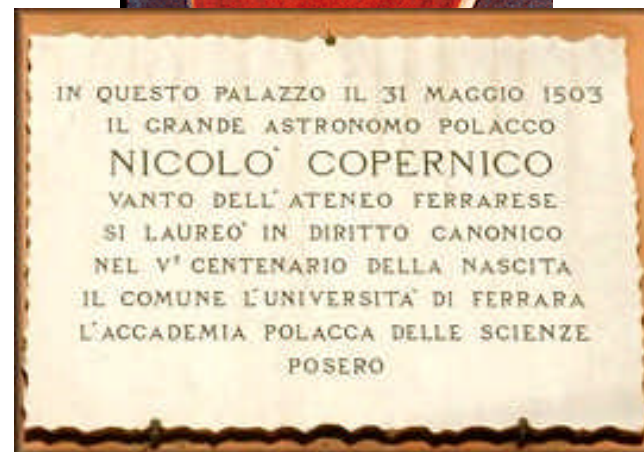 IN QUESTO PALAZZO IL 31 MAGGIO 1503
IL GRANDE ASTRONOMO POLACCO
NICOLO' COPERNICO
VANTO DELL' ATENEO FERRARESE
SI LAUREO' IN DIRITTO CANONICO
NEL V° CENTENARIO DELLA NASCITA
IL COMUNE L'UNIVERSITA' DI FERRARA
L'ACCADEMIA POLACCA DELLE SCIENZE
POSERO